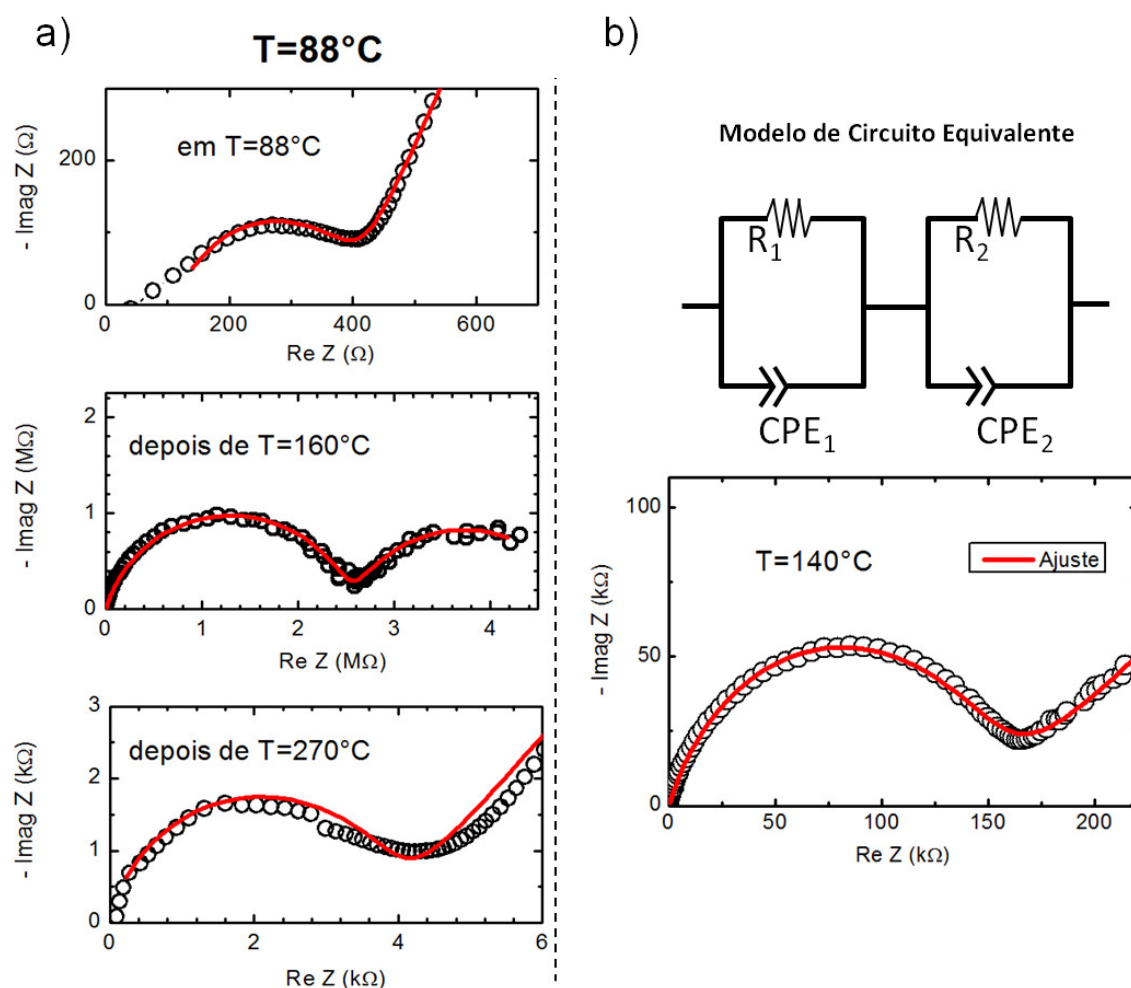 a)
T=88°C
- Imag Z (Ω)
200
0
em T=88°C
200 400 600
Re Z (Ω)
- Imag Z (MΩ)
2
1
0
depois de T=160°C
0 1 2 3 4
Re Z (MΩ)
- Imag Z (kΩ)
3
2
1
0
depois de T=270°C
0 2 4 6
Re Z (kΩ)
b)
Modelo de Circuito Equivalente
R1 R2
CPE1 CPE2
- Imag Z (kΩ)
100
50
0
T=140°C
Ajuste
0 50 100 150 200
Re Z (kΩ)